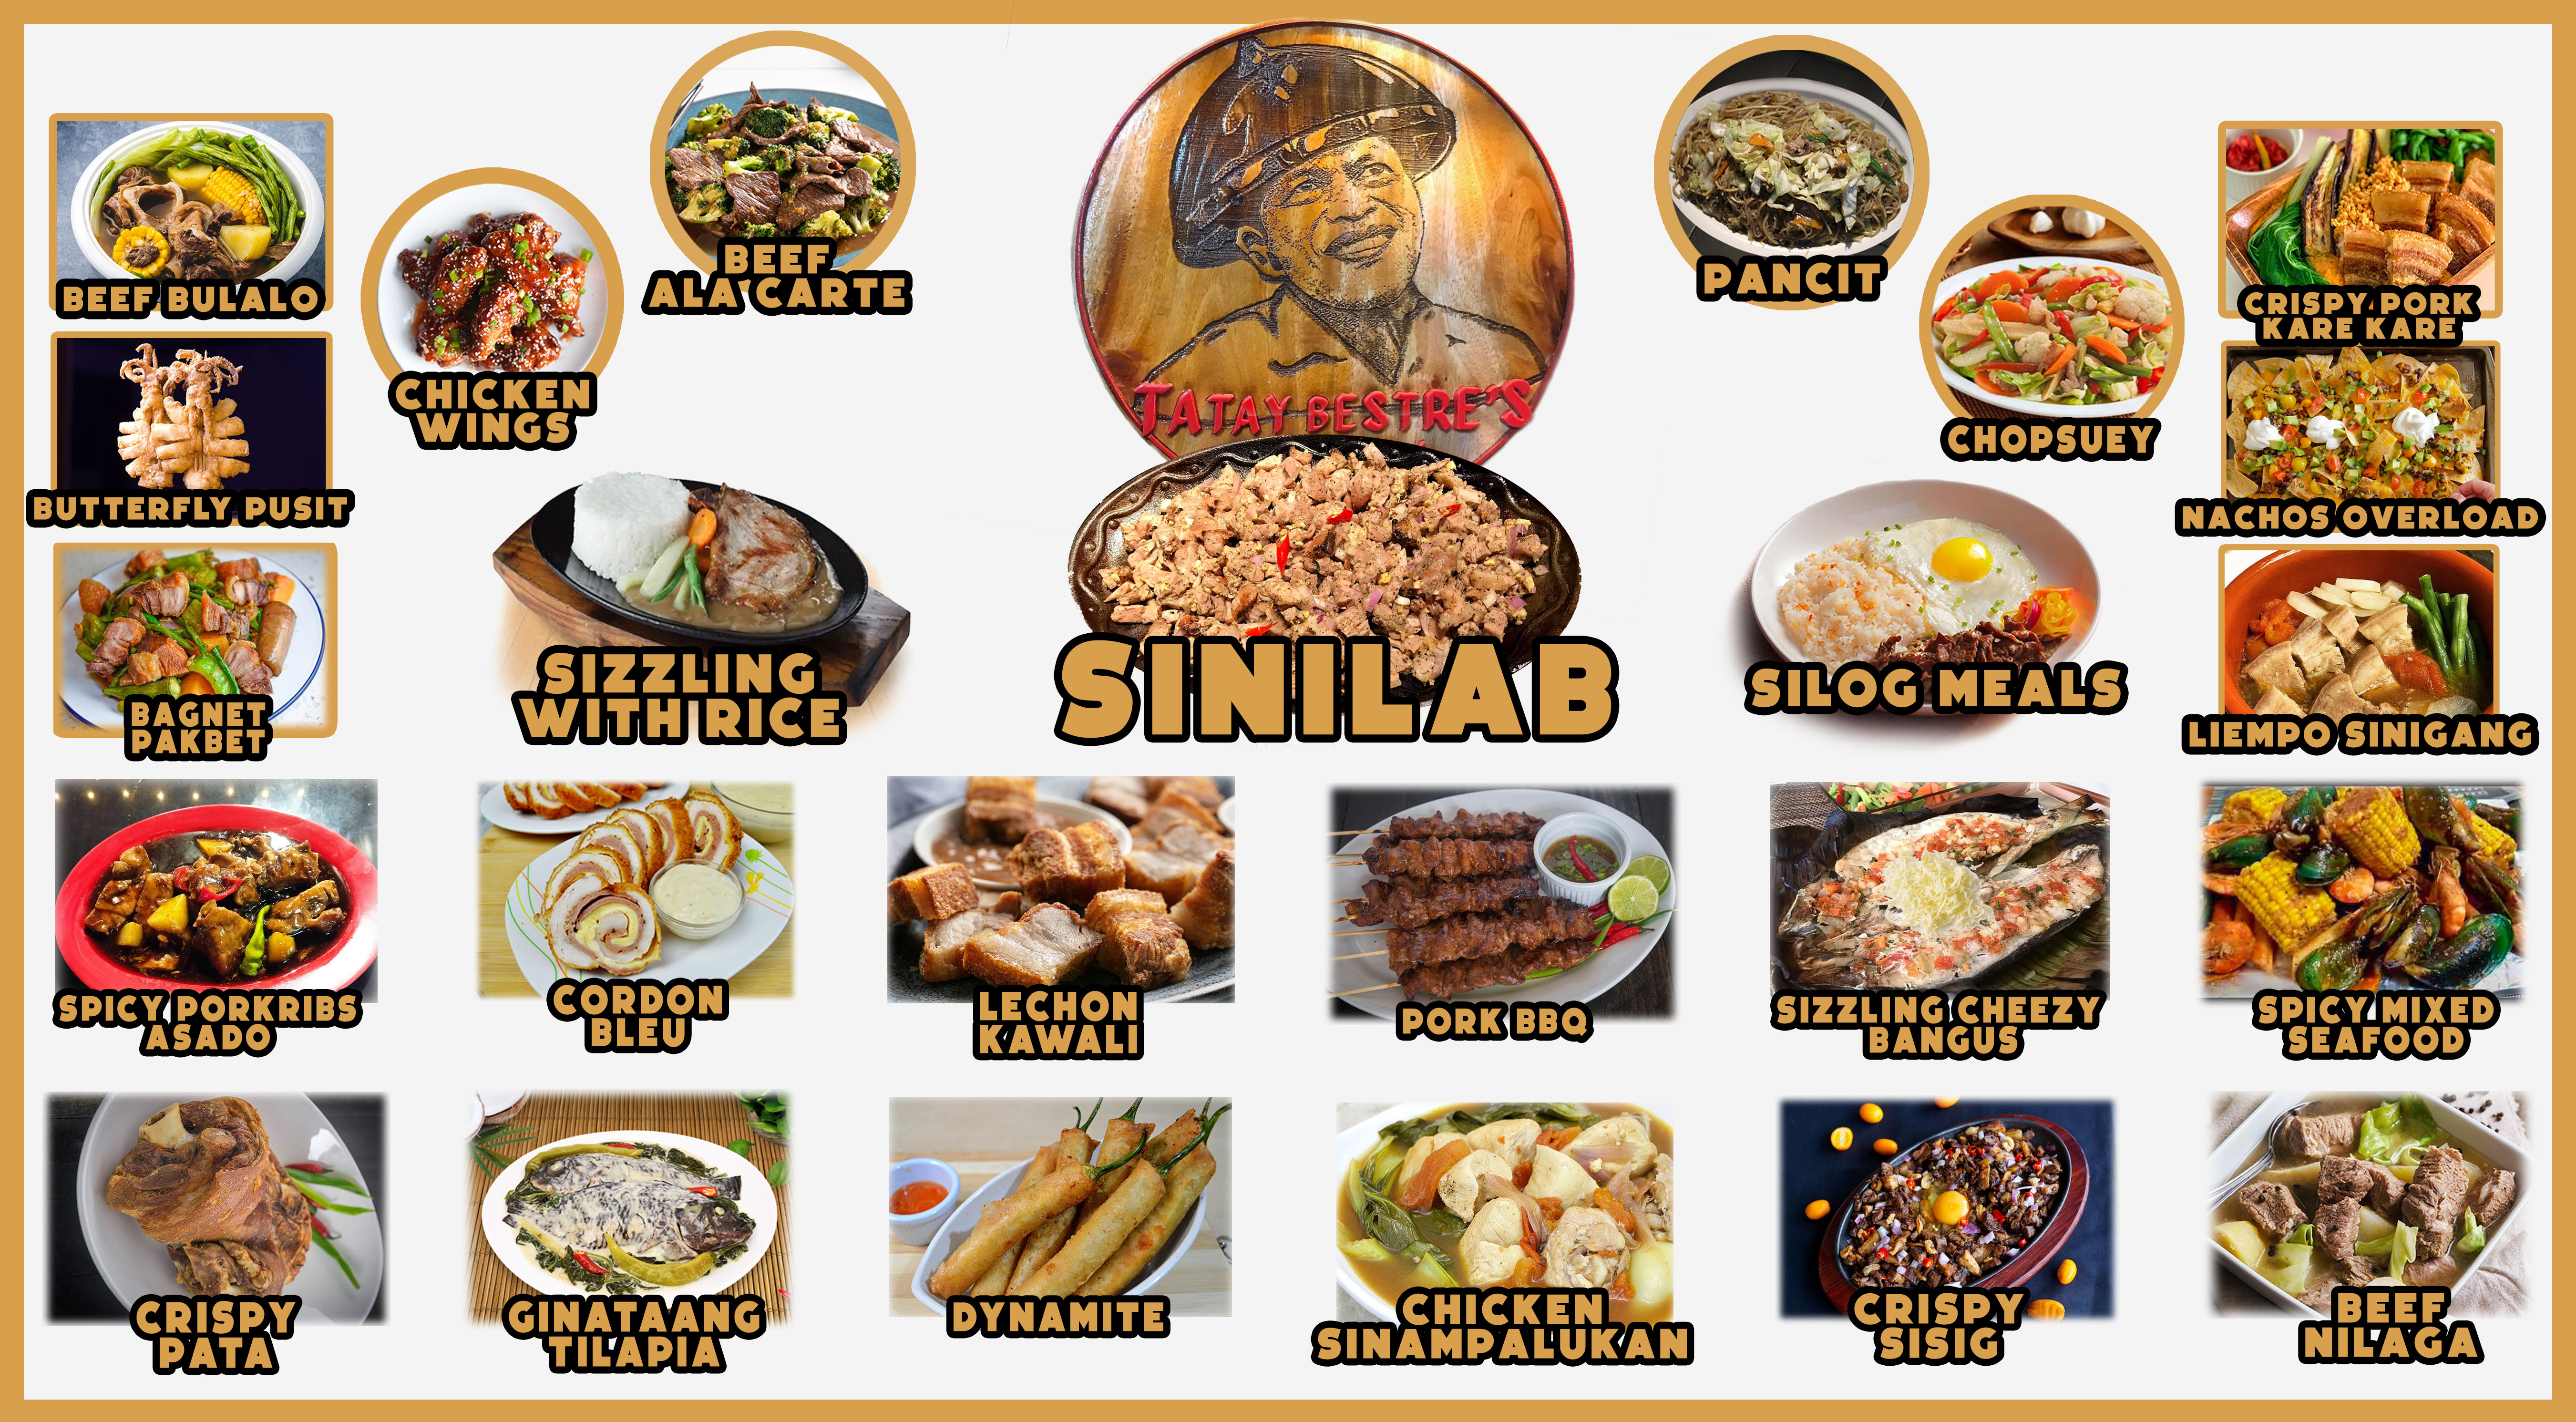 BEEF BULALO
CHICKEN
WINGS
BEEF
ALA CARTE
TATAY BESTRE'S
PANCIT
CHOPSUEY
CRISPY PORK
KARE KARE
BUTTERFLY PUSIT
NACHOS OVERLOAD
BAGNET
PAKBET
SIZZLING
WITH RICE
SINILAB
SILOG MEALS
LIEMPO SINIGANG
SPICY PORKRIBS
ASADO
CORDON
BLEU
LECHON
KAWALI
PORK BBQ
SIZZLING CHEEZY
BANGUS
SPICY MIXED
SEAFOOD
CRISPY
PATA
GINATAANG
TILAPIA
DYNAMITE
CHICKEN
SINAMPALUKAN
CRISPY
SISIG
BEEF
NILAGA